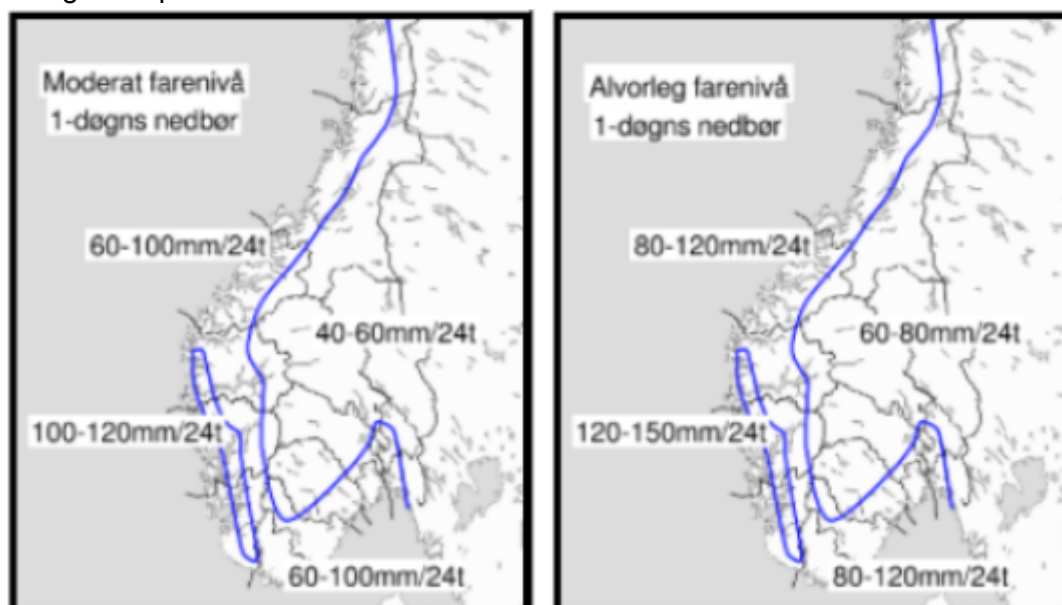 Moderat farenivå
1-døgns nedbør
60-100mm/24t
40-60mm/24t
100-120mm/24t
60-100mm/24t
Alvorleg farenivå
1-døgns nedbør
80-120mm/24t
60-80mm/24t
120-150mm/24t
80-120mm/24t